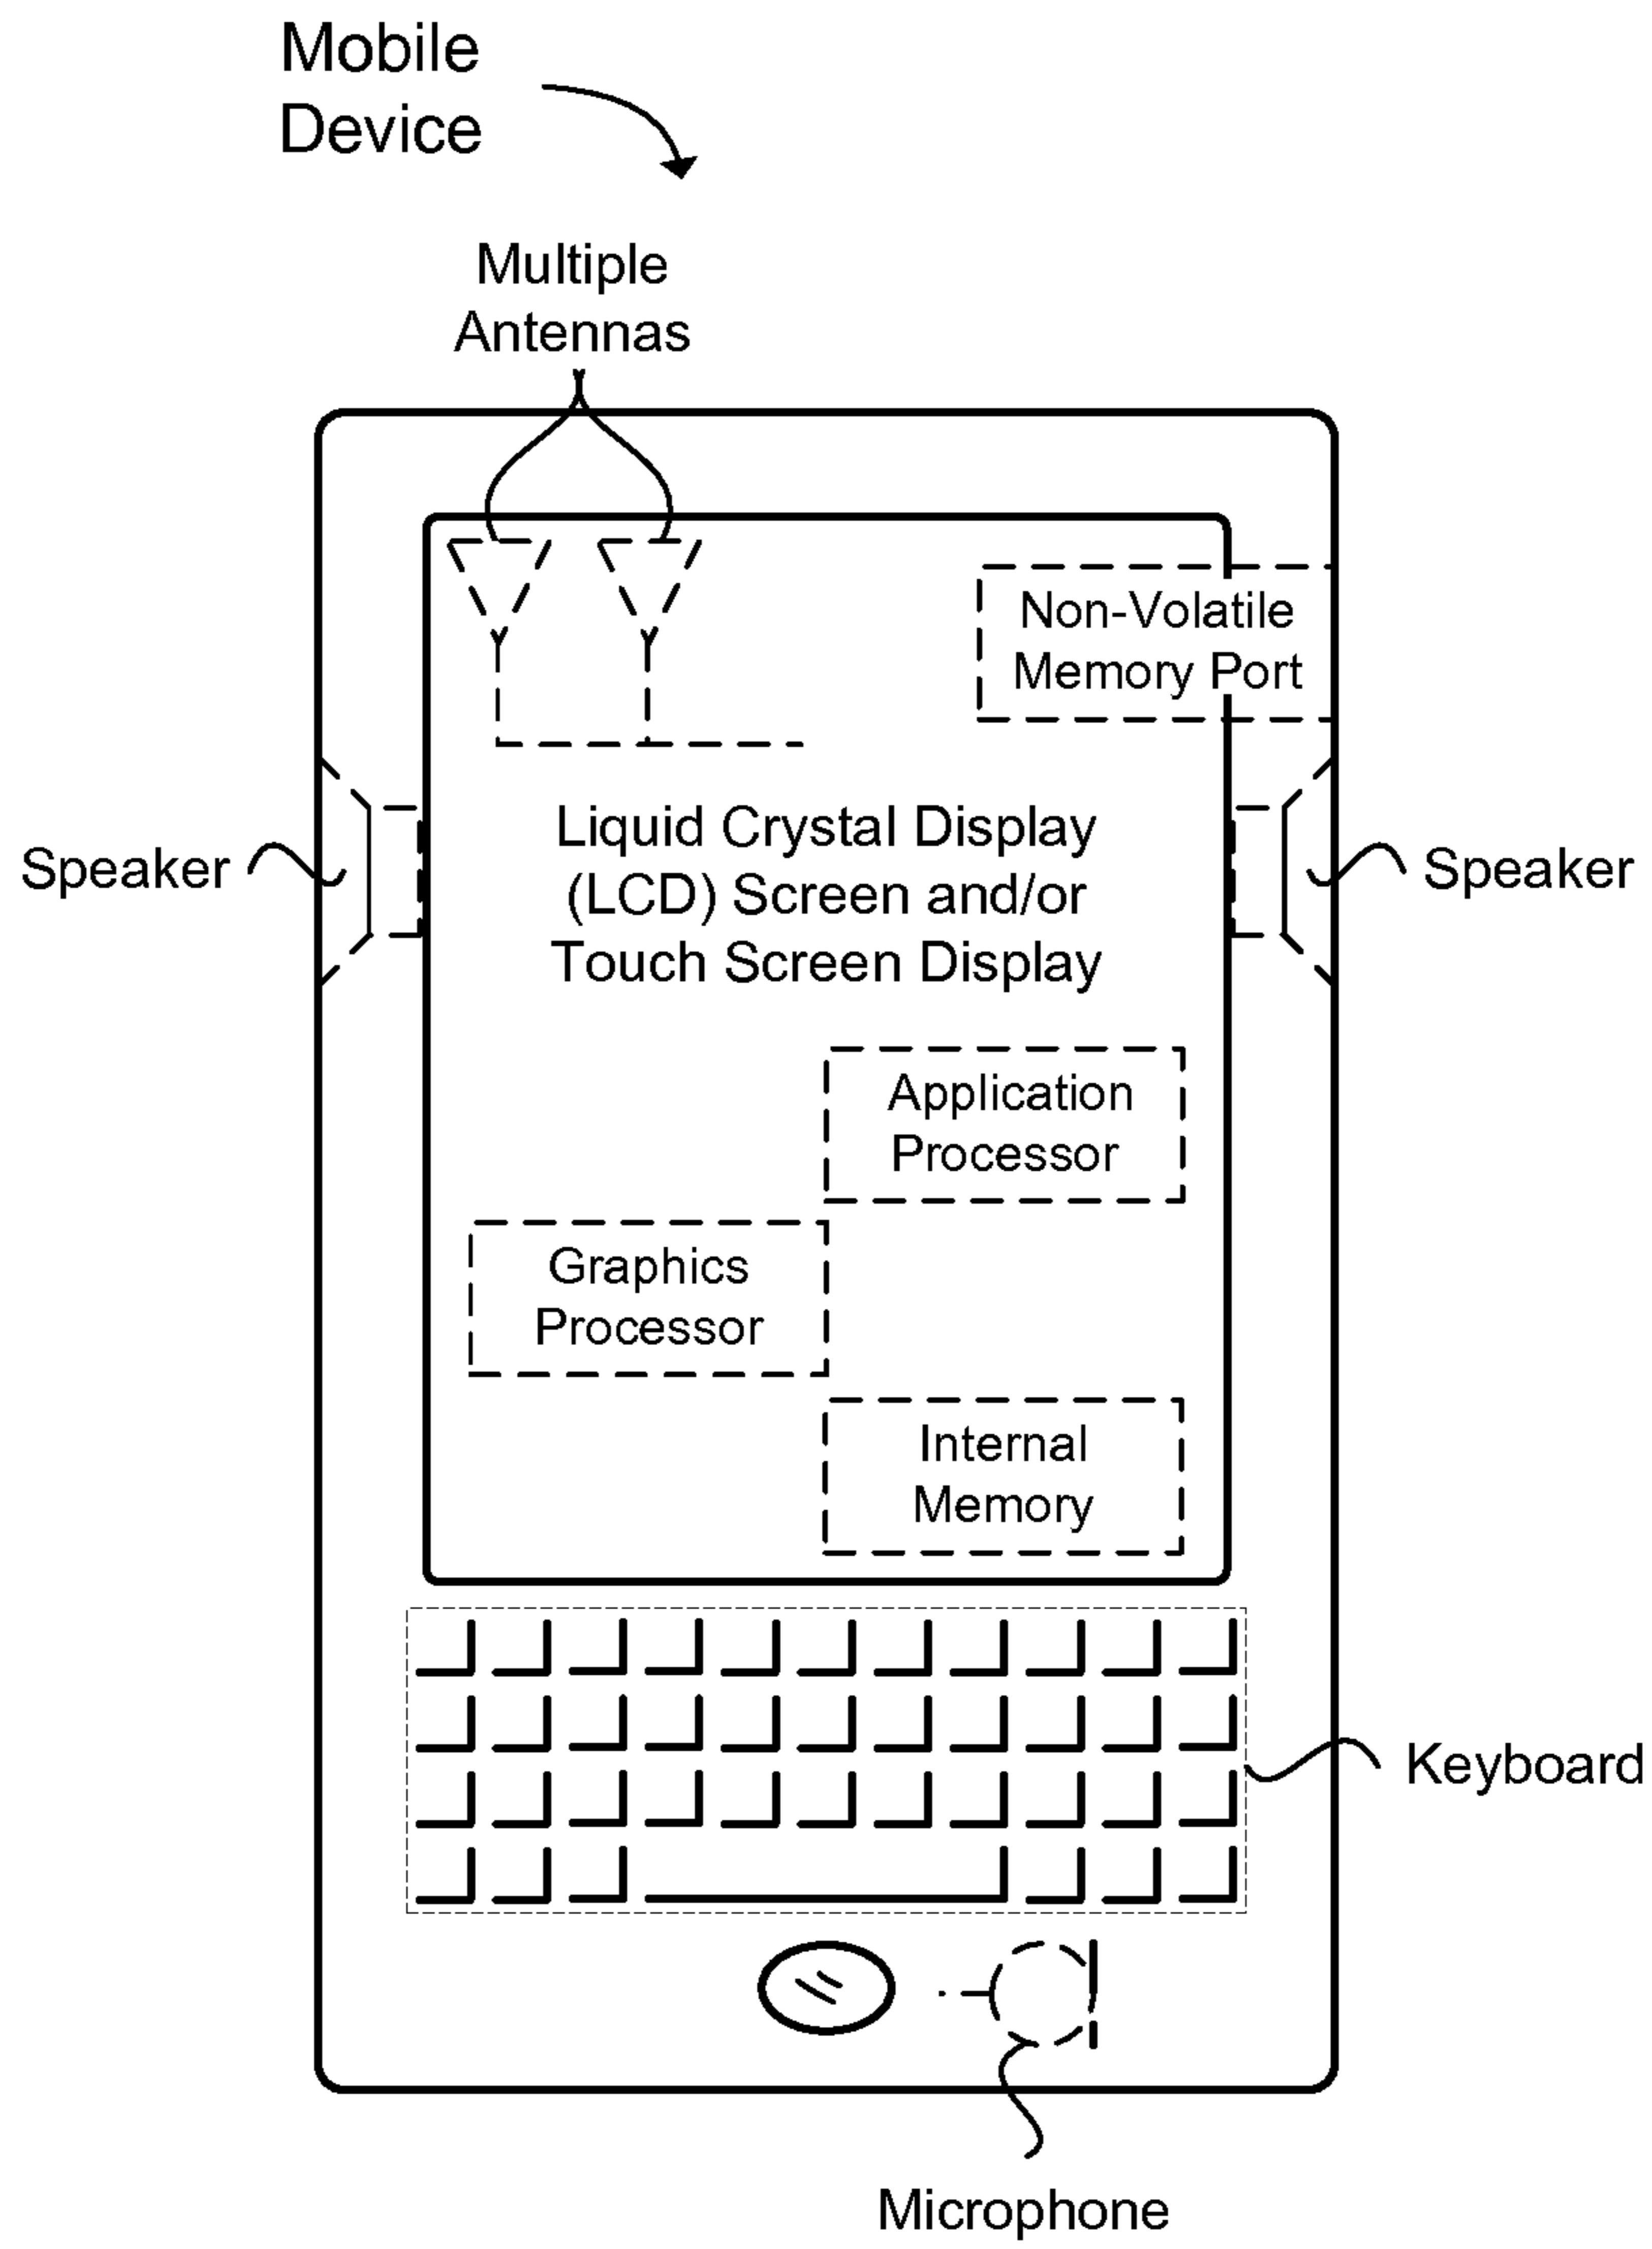 Mobile
Device
Multiple
Antennas
Non-Volatile
Memory Port
Speaker
Liquid Crystal Display
(LCD) Screen and/or
Touch Screen Display
Speaker
Application
Processor
Graphics
Processor
Internal
Memory
Keyboard
Microphone